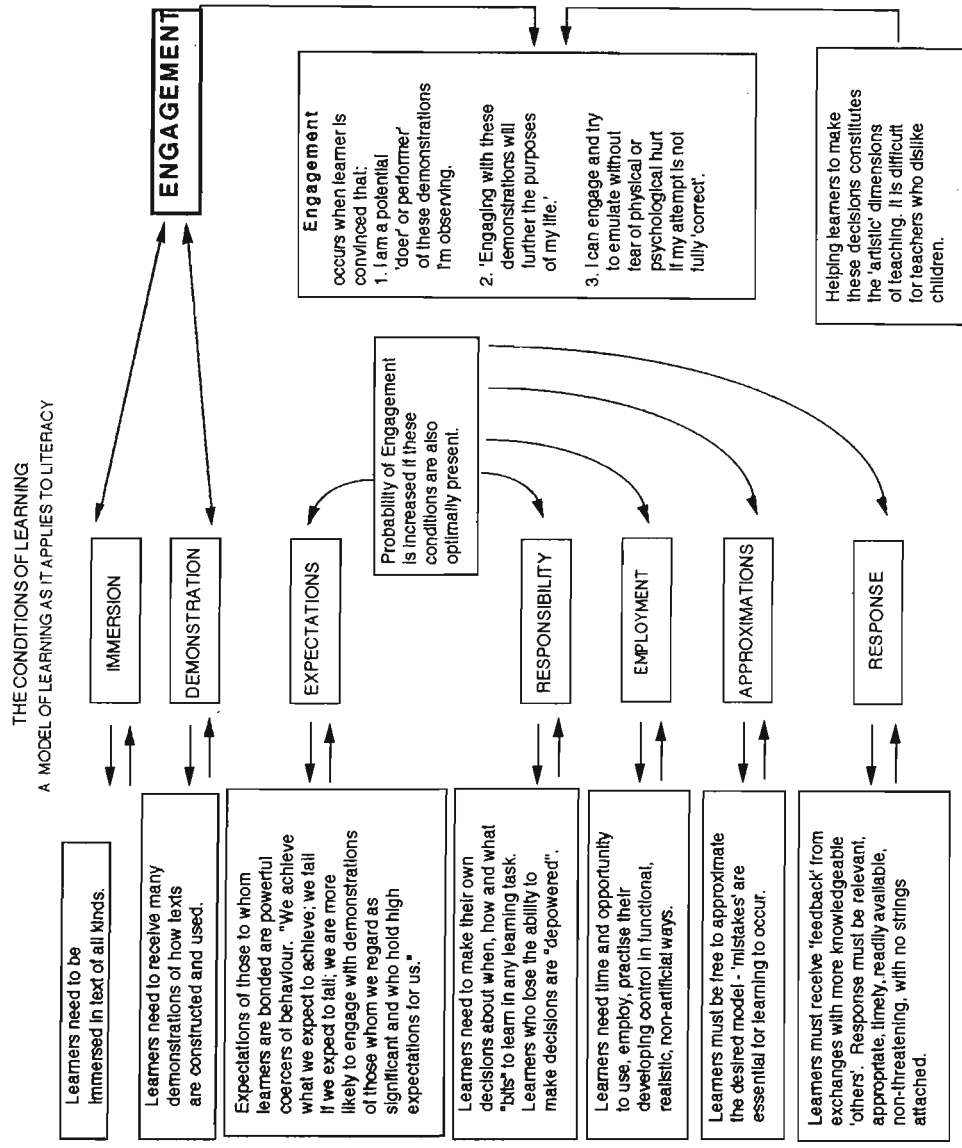 THE CONDITIONS OF LEARNING
A MODEL OF LEARNING AS IT APPLIES TO LITERACY
Learners need to be
immersed in text of all kinds.
IMMERSION
ENGAGEMENT
Learners need to receive many
demonstrations of how texts
are constructed and used.
DEMONSTRATION
Expectations of those to whom
learners are bonded are powerful
coercers of behaviour. "We achieve
what we expect to achieve; we fail
if we expect to fail; we are more
likely to engage with demonstrations
of those whom we regard as
significant and who hold high
expectations for us."
EXPECTATIONS
Probability of Engagement
is increased if these
conditions are also
optimally present.
Engagement
occurs when learner is
convinced that:
1. I am a potential
'doer' or performer'
of these demonstrations
I'm observing.
2. 'Engaging with these
demonstrations will
further the purposes
of my life.'
3. I can engage and try
to emulate without
fear of physical or
psychological hurt
if my attempt is not
fully 'correct'.
Learners need to make their own
decisions about when, how and what
"bits" to learn in any learning task.
Learners who lose the ability to
make decisions are "depowered".
RESPONSIBILITY
Learners need time and opportunity
to use, employ, practise their
developing control in functional,
realistic, non-artificial ways.
EMPLOYMENT
Learners must be free to approximate
the desired model - 'mistakes' are
essential for learning to occur.
APPROXIMATIONS
Learners must receive 'feedback' from
exchanges with more knowledgeable
'others'. Response must be relevant,
appropriate, timely, readily available,
non-threatening, with no strings
attached.
RESPONSE
Helping learners to make
these decisions constitutes
the 'artistic' dimensions
of teaching. It is difficult
for teachers who dislike
children.